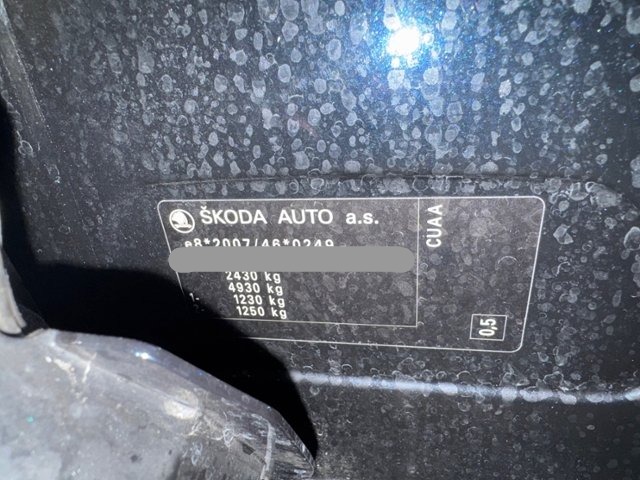 ŠKODA AUTO a.s.
e8*2007/46*0249
2430 kg
4930 kg
1230 kg
1250 kg
CUAA
0,5